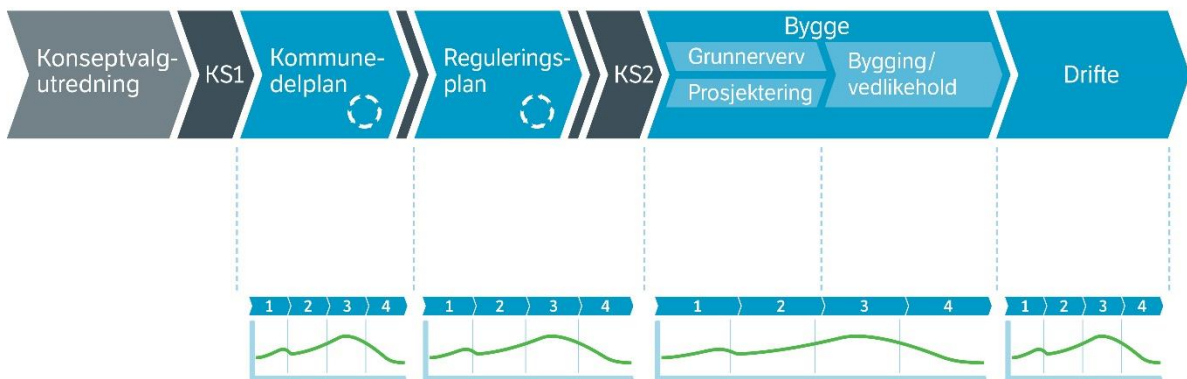 Konseptvalg-
utredning
KS1
Kommune-
delplan
Regulerings-
plan
KS2
Bygge
Grunnerverv
Prosjektering
Bygging/
vedlikehold
Drifte
1 2 3 4
1 2 3 4
1 2 3 4
1 2 3 4